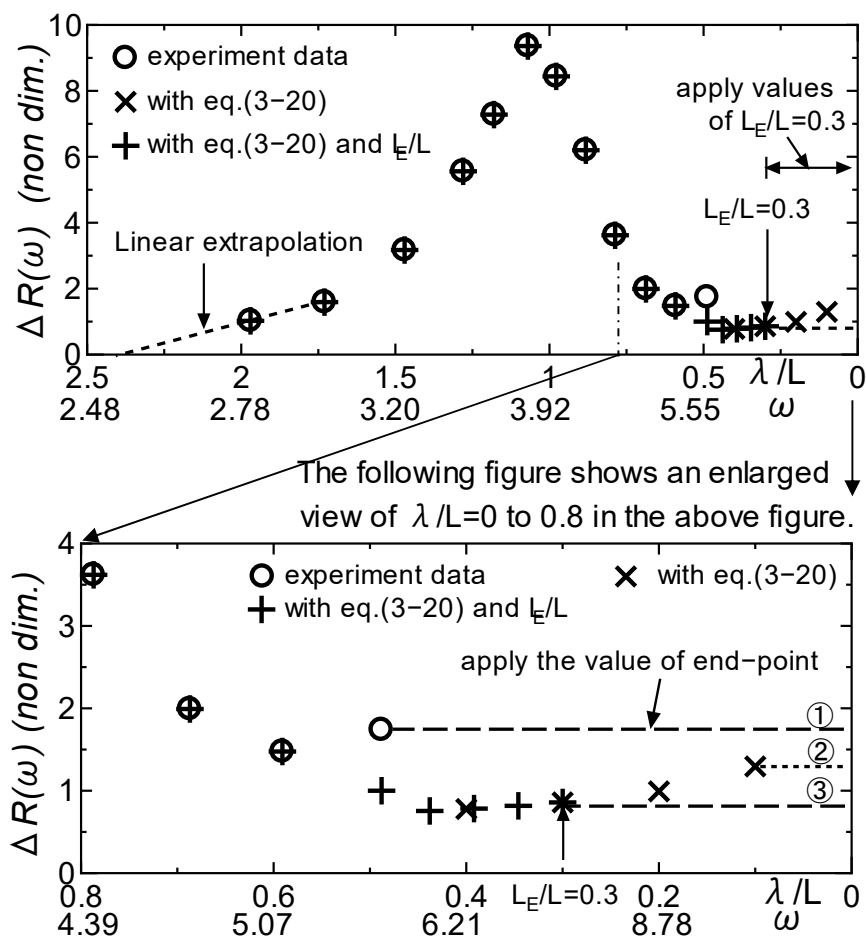 10
8
6
4
2
0
Δ R(ω) (non dim.)
experiment data
with eq.(3−20)
with eq.(3−20) and LE/L
apply values
of LE/L=0.3
LE/L=0.3
Linear extrapolation
2.5 2 1.5 1 0.5 λ/L 0
2.48 2.78 3.20 3.92 5.55 ω
The following figure shows an enlarged
view of λ/L=0 to 0.8 in the above figure.
4
3
2
1
0
Δ R(ω) (non dim.)
experiment data
with eq.(3−20)
with eq.(3−20) and LE/L
apply the value of end−point
①
②
③
0.8 0.6 0.4 LE/L=0.3 0.2 λ/L 0
4.39 5.07 6.21 8.78 ω